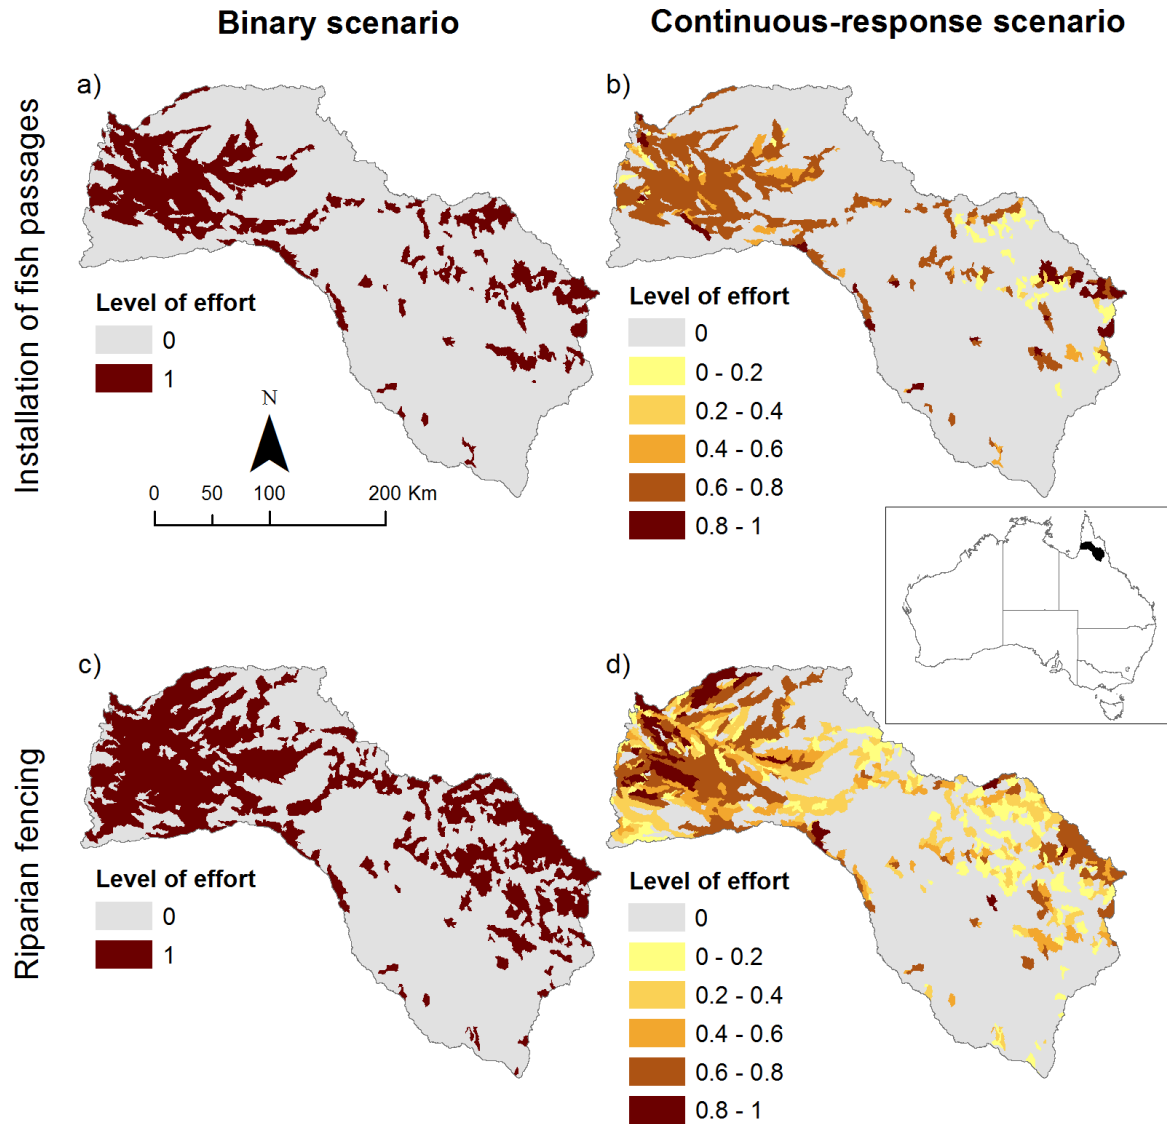 Binary scenario
Continuous-response scenario
Installation of fish passages
a)
b)
Level of effort
0
1
N
0 50 100 200 Km
Level of effort
0
0 - 0.2
0.2 - 0.4
0.4 - 0.6
0.6 - 0.8
0.8 - 1
Riparian fencing
c)
d)
Level of effort
0
1
Level of effort
0
0 - 0.2
0.2 - 0.4
0.4 - 0.6
0.6 - 0.8
0.8 - 1